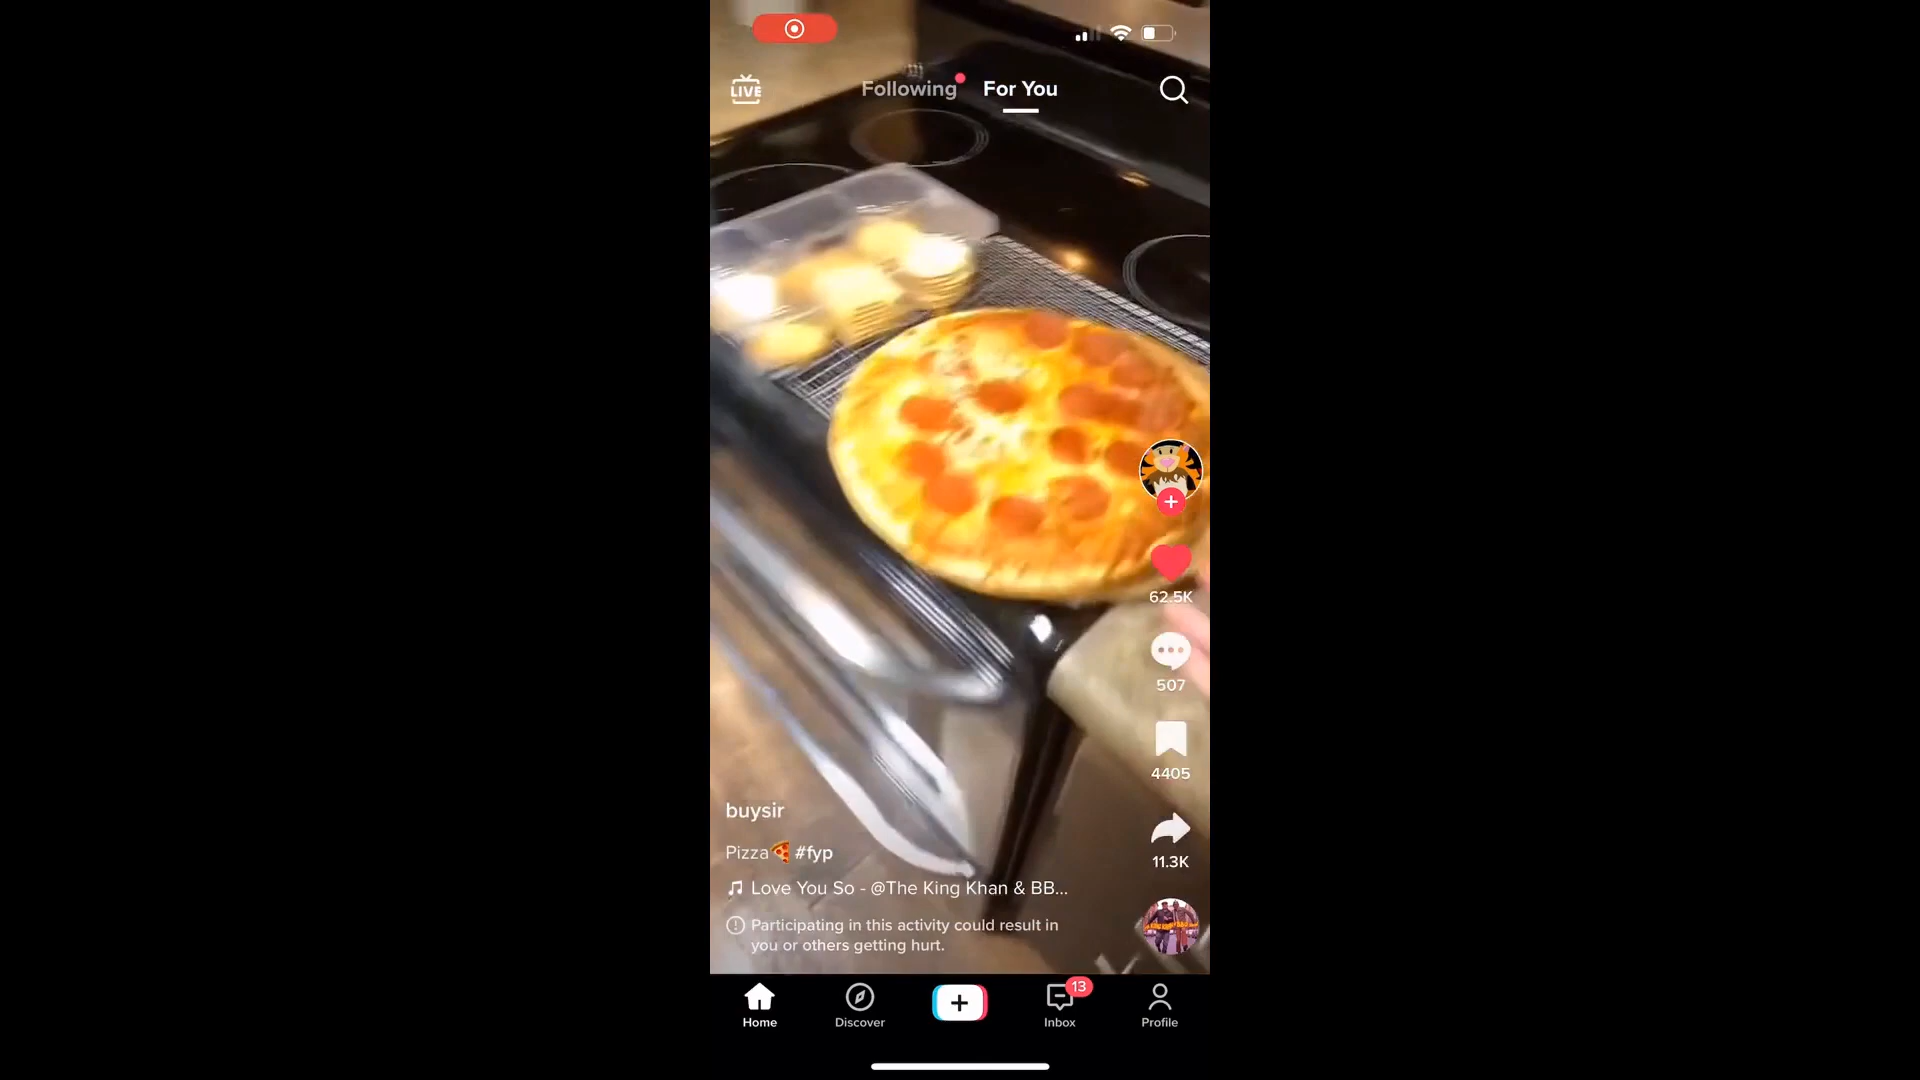 LIVE
Following
For You
62.5K
507
4405
11.3K
buysir
Pizza🍕 #fyp
Love You So - @The King Khan & BB...
Participating in this activity could result in
you or others getting hurt.
13
Home
Discover
Inbox
Profile